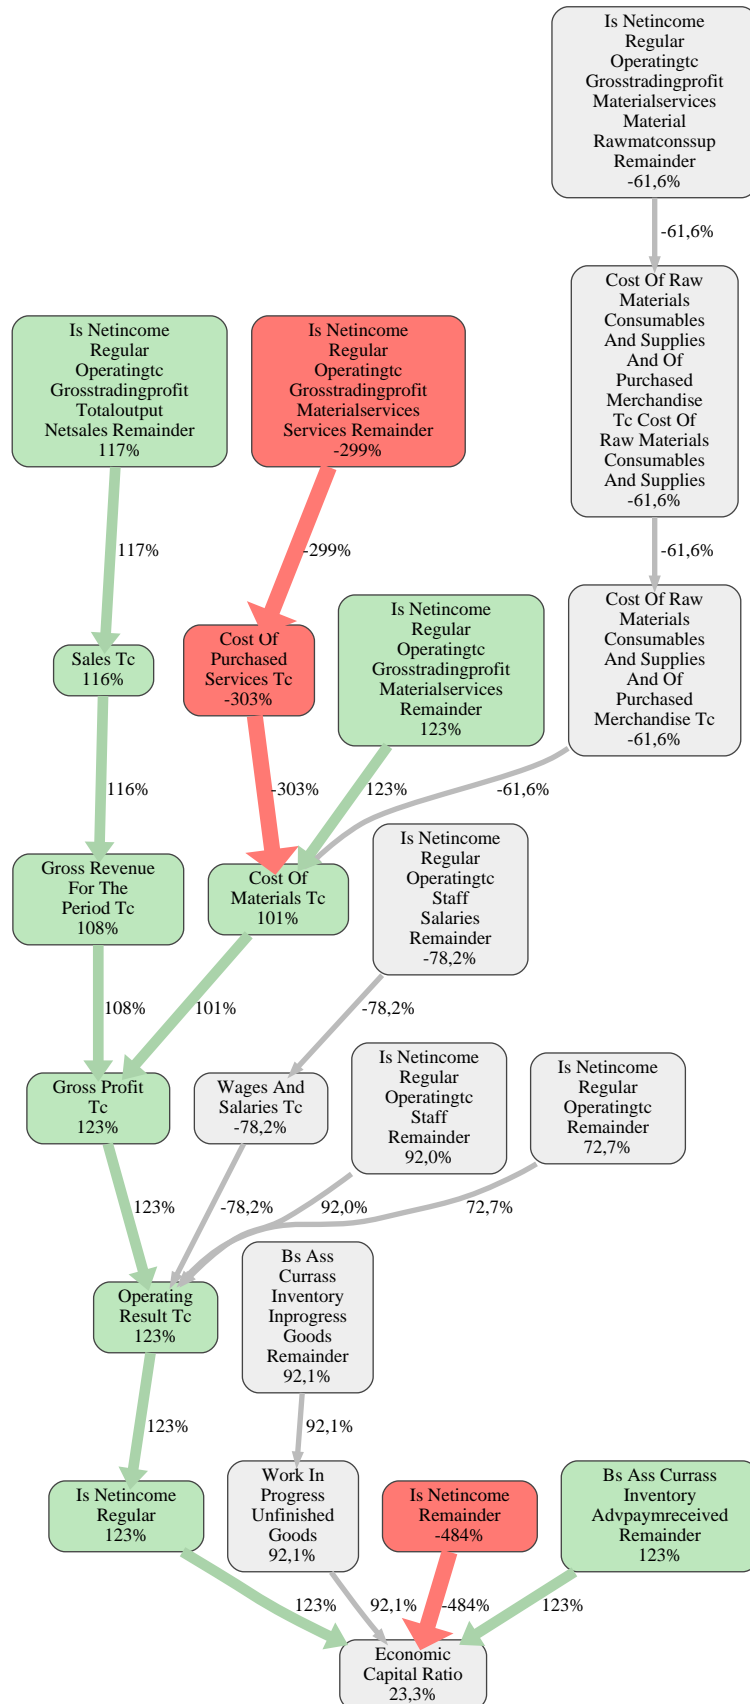 Is Netincome
Regular
Operatingtc
Grosstradingprofit
Materialservices
Material
Rawmatconssup
Remainder
-61,6%
-61,6%
Cost Of Raw
Materials
Consumables
And Supplies
And Of
Purchased
Merchandise
Tc Cost Of
Raw Materials
Consumables
And Supplies
-61,6%
Is Netincome
Regular
Operatingtc
Grosstradingprofit
Totaloutput
Netsales Remainder
117%
Is Netincome
Regular
Operatingtc
Grosstradingprofit
Materialservices
Services Remainder
-299%
117%
-299%
-61,6%
Sales Tc
116%
Cost Of
Purchased
Services Tc
-303%
Is Netincome
Regular
Operatingtc
Grosstradingprofit
Materialservices
Remainder
123%
Cost Of Raw
Materials
Consumables
And Supplies
And Of
Purchased
Merchandise Tc
-61,6%
116%
-303%
123%
-61,6%
Gross Revenue
For The
Period Tc
108%
Cost Of
Materials Tc
101%
Is Netincome
Regular
Operatingtc
Staff
Salaries
Remainder
-78,2%
108%
101%
-78,2%
Gross Profit
Tc
123%
Wages And
Salaries Tc
-78,2%
Is Netincome
Regular
Operatingtc
Staff
Remainder
92,0%
Is Netincome
Regular
Operatingtc
Remainder
72,7%
123%
-78,2%
92,0%
72,7%
Operating
Result Tc
123%
Bs Ass
Currass
Inventory
Inprogress
Goods
Remainder
92,1%
123%
92,1%
Is Netincome
Regular
123%
Work In
Progress
Unfinished
Goods
92,1%
Is Netincome
Remainder
-484%
Bs Ass Currass
Inventory
Advpaymreceived
Remainder
123%
123%
92,1%
-484%
123%
Economic
Capital Ratio
23,3%